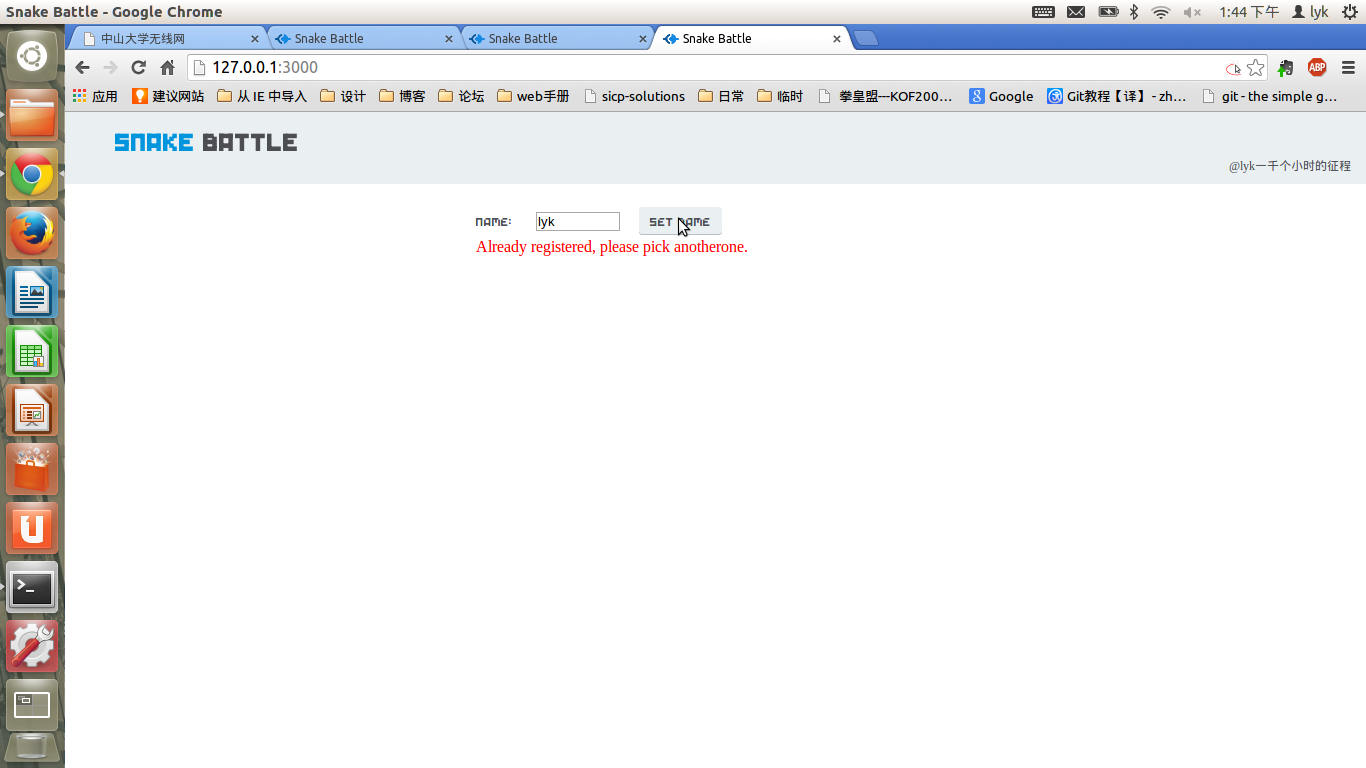 Snake Battle - Google Chrome
1:44 下午 lyk
中山大学无线网 Snake Battle Snake Battle Snake Battle
127.0.0.1:3000 ABP
应用 建议网站 从 IE 中导入 设计 博客 论坛 web手册 sicp-solutions 日常 临时 拳皇盟---KOF200… Google Git教程【译】- zh… git - the simple g…
SNAKE BATTLE
@lyk一千个小时的征程
NAME: lyk SET NAME
Already registered, please pick anotherone.